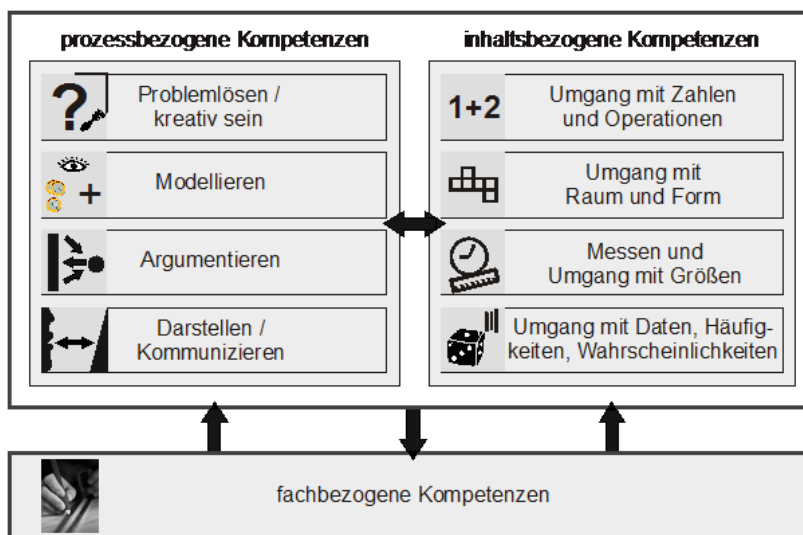 prozessbezogene Kompetenzen
Problemlösen /
kreativ sein
Modellieren
Argumentieren
Darstellen /
Kommunizieren
inhaltsbezogene Kompetenzen
1+2
Umgang mit Zahlen
und Operationen
Umgang mit
Raum und Form
Messen und
Umgang mit Größen
Umgang mit Daten, Häufig-
keiten, Wahrscheinlichkeiten
fachbezogene Kompetenzen